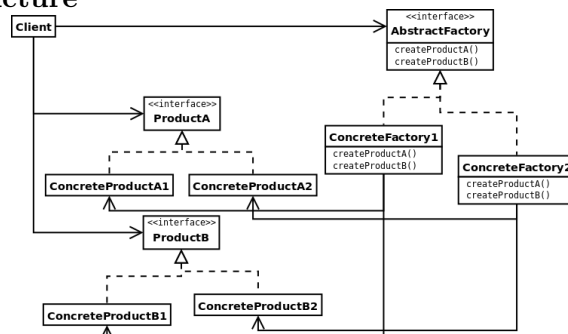 Client
<<interface>>
AbstractFactory
createProductA()
createProductB()
<<interface>>
ProductA
ConcreteFactory1
createProductA()
createProductB()
ConcreteFactory2
createProductA()
createProductB()
ConcreteProductA1
ConcreteProductA2
<<interface>>
ProductB
ConcreteProductB2
ConcreteProductB1